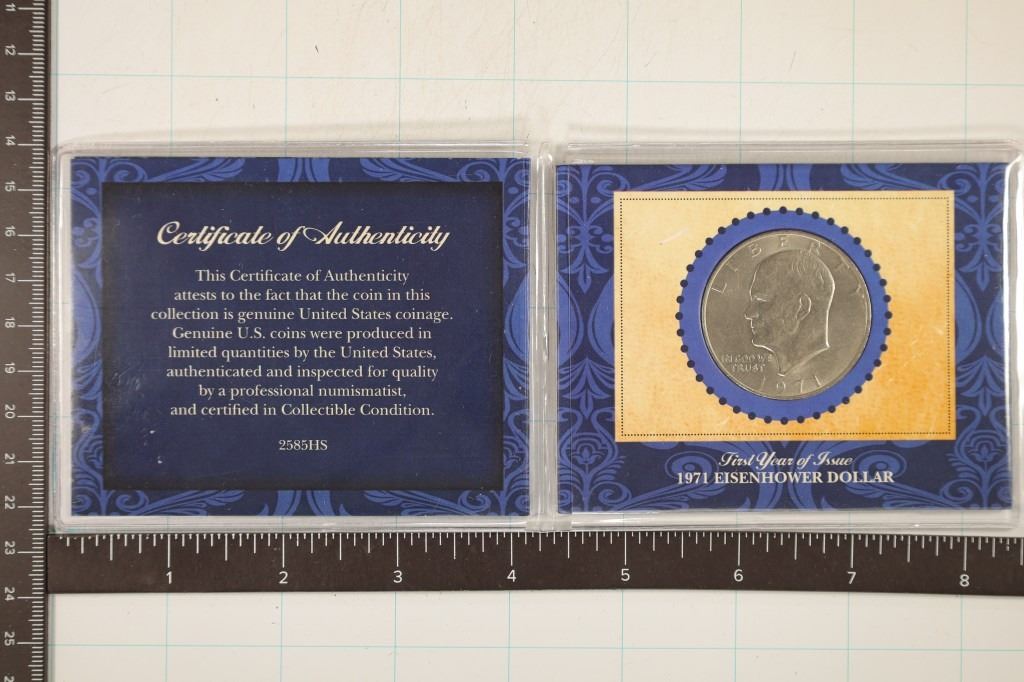 Certificate of Authenticity
This Certificate of Authenticity
attests to the fact that the coin in this
collection is genuine United States coinage.
Genuine U.S. coins were produced in
limited quantities by the United States,
authenticated and inspected for quality
by a professional numismatist,
and certified in Collectible Condition.
2585HS
LIBERTY
IN GOD WE
TRUST
1971
First Year of Issue
1971 EISENHOWER DOLLAR
11
12
13
14
15
16
17
18
19
20
21
22
23
24
25
1 2 3 4 5 6 7 8